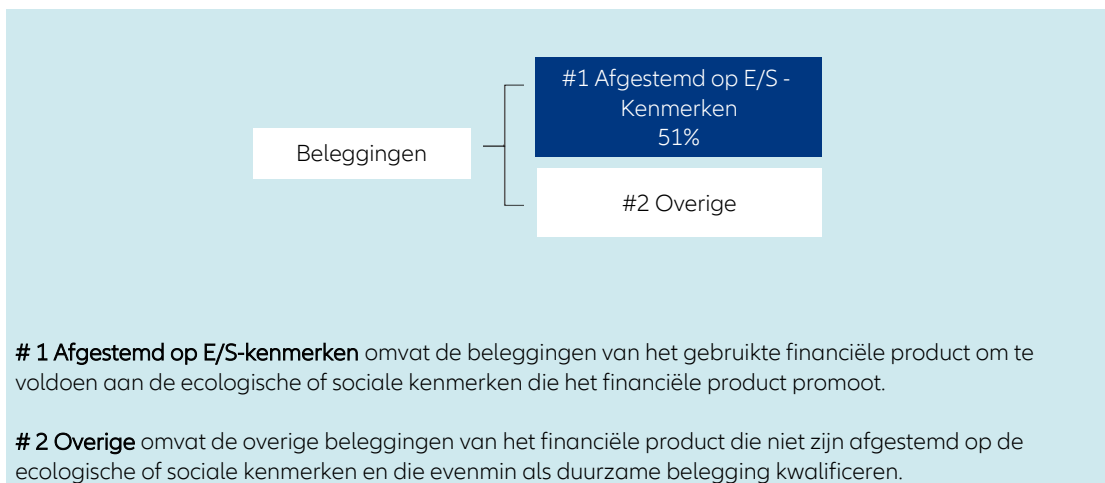 #1 Afgestemd op E/S -
Kenmerken
51%
Beleggingen
#2 Overige
# 1 Afgestemd op E/S-kenmerken omvat de beleggingen van het gebruikte financiële product om te
voldoen aan de ecologische of sociale kenmerken die het financiële product promoot.
# 2 Overige omvat de overige beleggingen van het financiële product die niet zijn afgestemd op de
ecologische of sociale kenmerken en die evenmin als duurzame belegging kwalificeren.